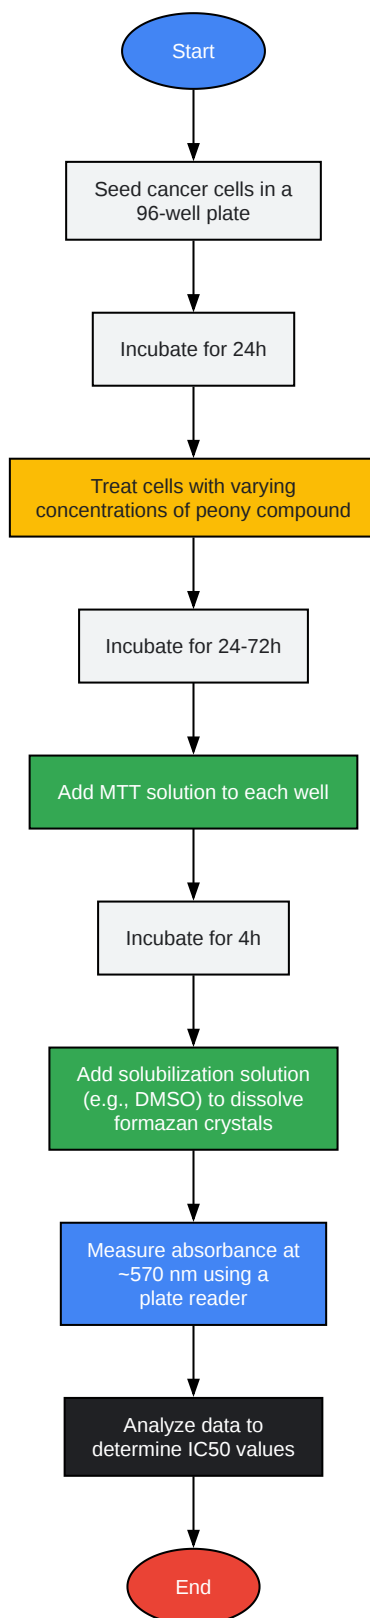 Start
Seed cancer cells in a
96-well plate
Incubate for 24h
Treat cells with varying
concentrations of peony compound
Incubate for 24-72h
Add MTT solution to each well
Incubate for 4h
Add solubilization solution
(e.g., DMSO) to dissolve
formazan crystals
Measure absorbance at
~570 nm using a
plate reader
Analyze data to
determine IC50 values
End